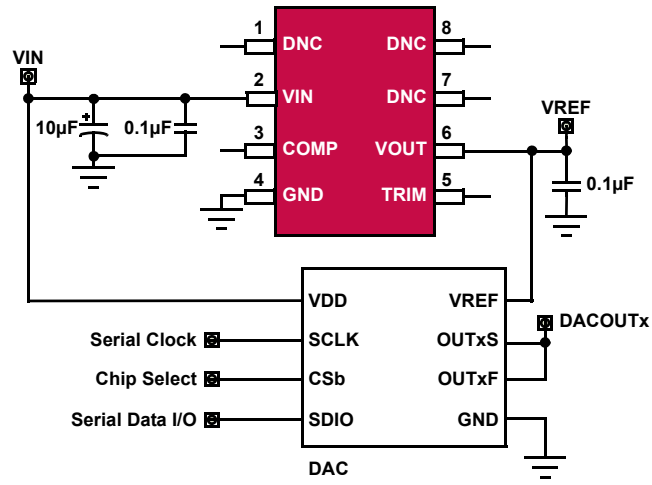 1
DNC
DNC
8
VIN
2
VIN
DNC
7
10µF
+
0.1µF
3
COMP
VOUT
6
VREF
4
GND
TRIM
5
0.1µF
VDD
VREF
Serial Clock
SCLK
OUTxS
DACOUTx
Chip Select
CSb
OUTxF
Serial Data I/O
SDIO
GND
DAC